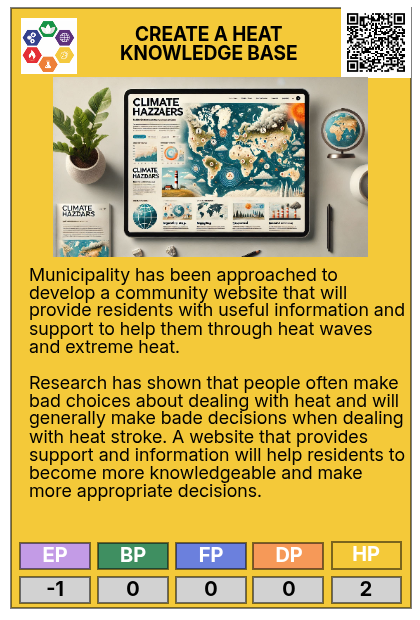 CREATE A HEAT
KNOWLEDGE BASE
CLIMATE
HAZZAERS
CLIMATE
HAZDARS
CLIMATE
HAZDARS
Municipality has been approached to
develop a community website that will
provide residents with useful information and
support to help them through heat waves
and extreme heat.
Research has shown that people often make
bad choices about dealing with heat and will
generally make bade decisions when dealing
with heat stroke. A website that provides
support and information will help residents to
become more knowledgeable and make
more appropriate decisions.
EP BP FP DP HP
-1 0 0 0 2